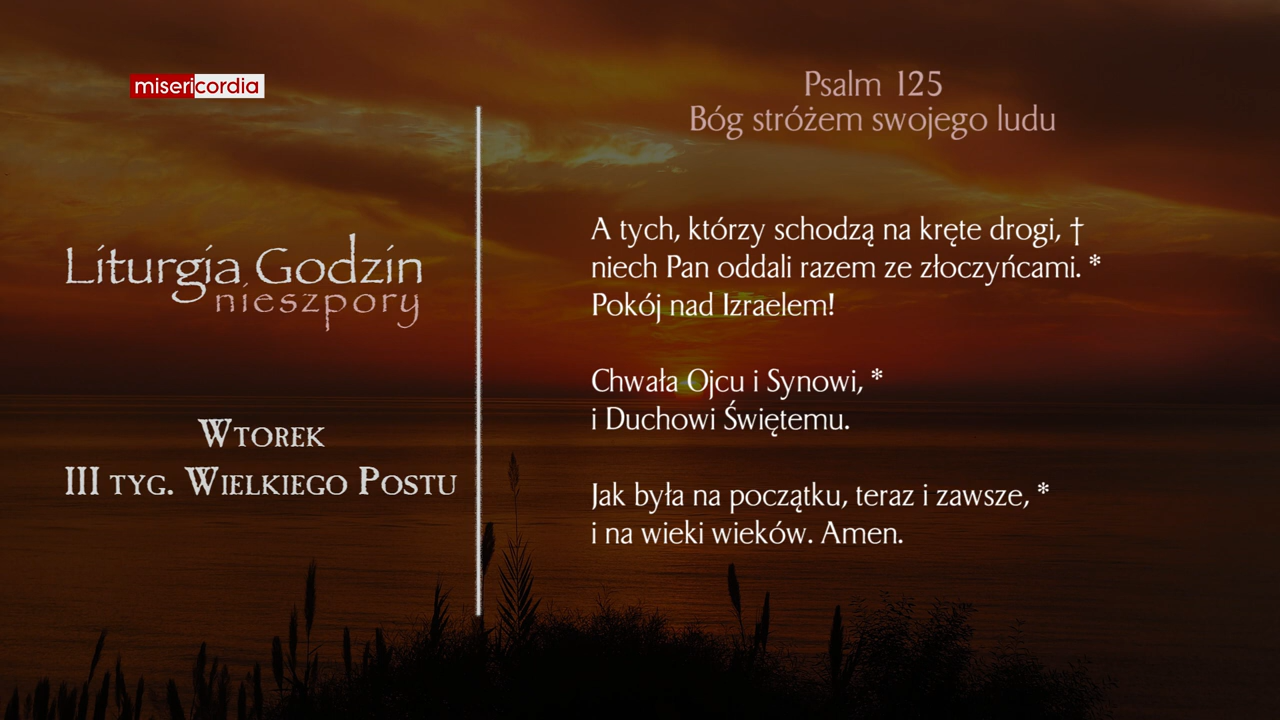 misericordia
Liturgia Godzin
nieszpory
Wtorek
III tyg. Wielkiego Postu
Psalm 125
Bóg stróżem swojego ludu
A tych, którzy schodzą na kręte drogi, †
niech Pan oddali razem ze złoczyńcami. *
Pokój nad Izraelem!
Chwała Ojcu i Synowi, *
i Duchowi Świętemu.
Jak była na początku, teraz i zawsze, *
i na wieki wieków. Amen.